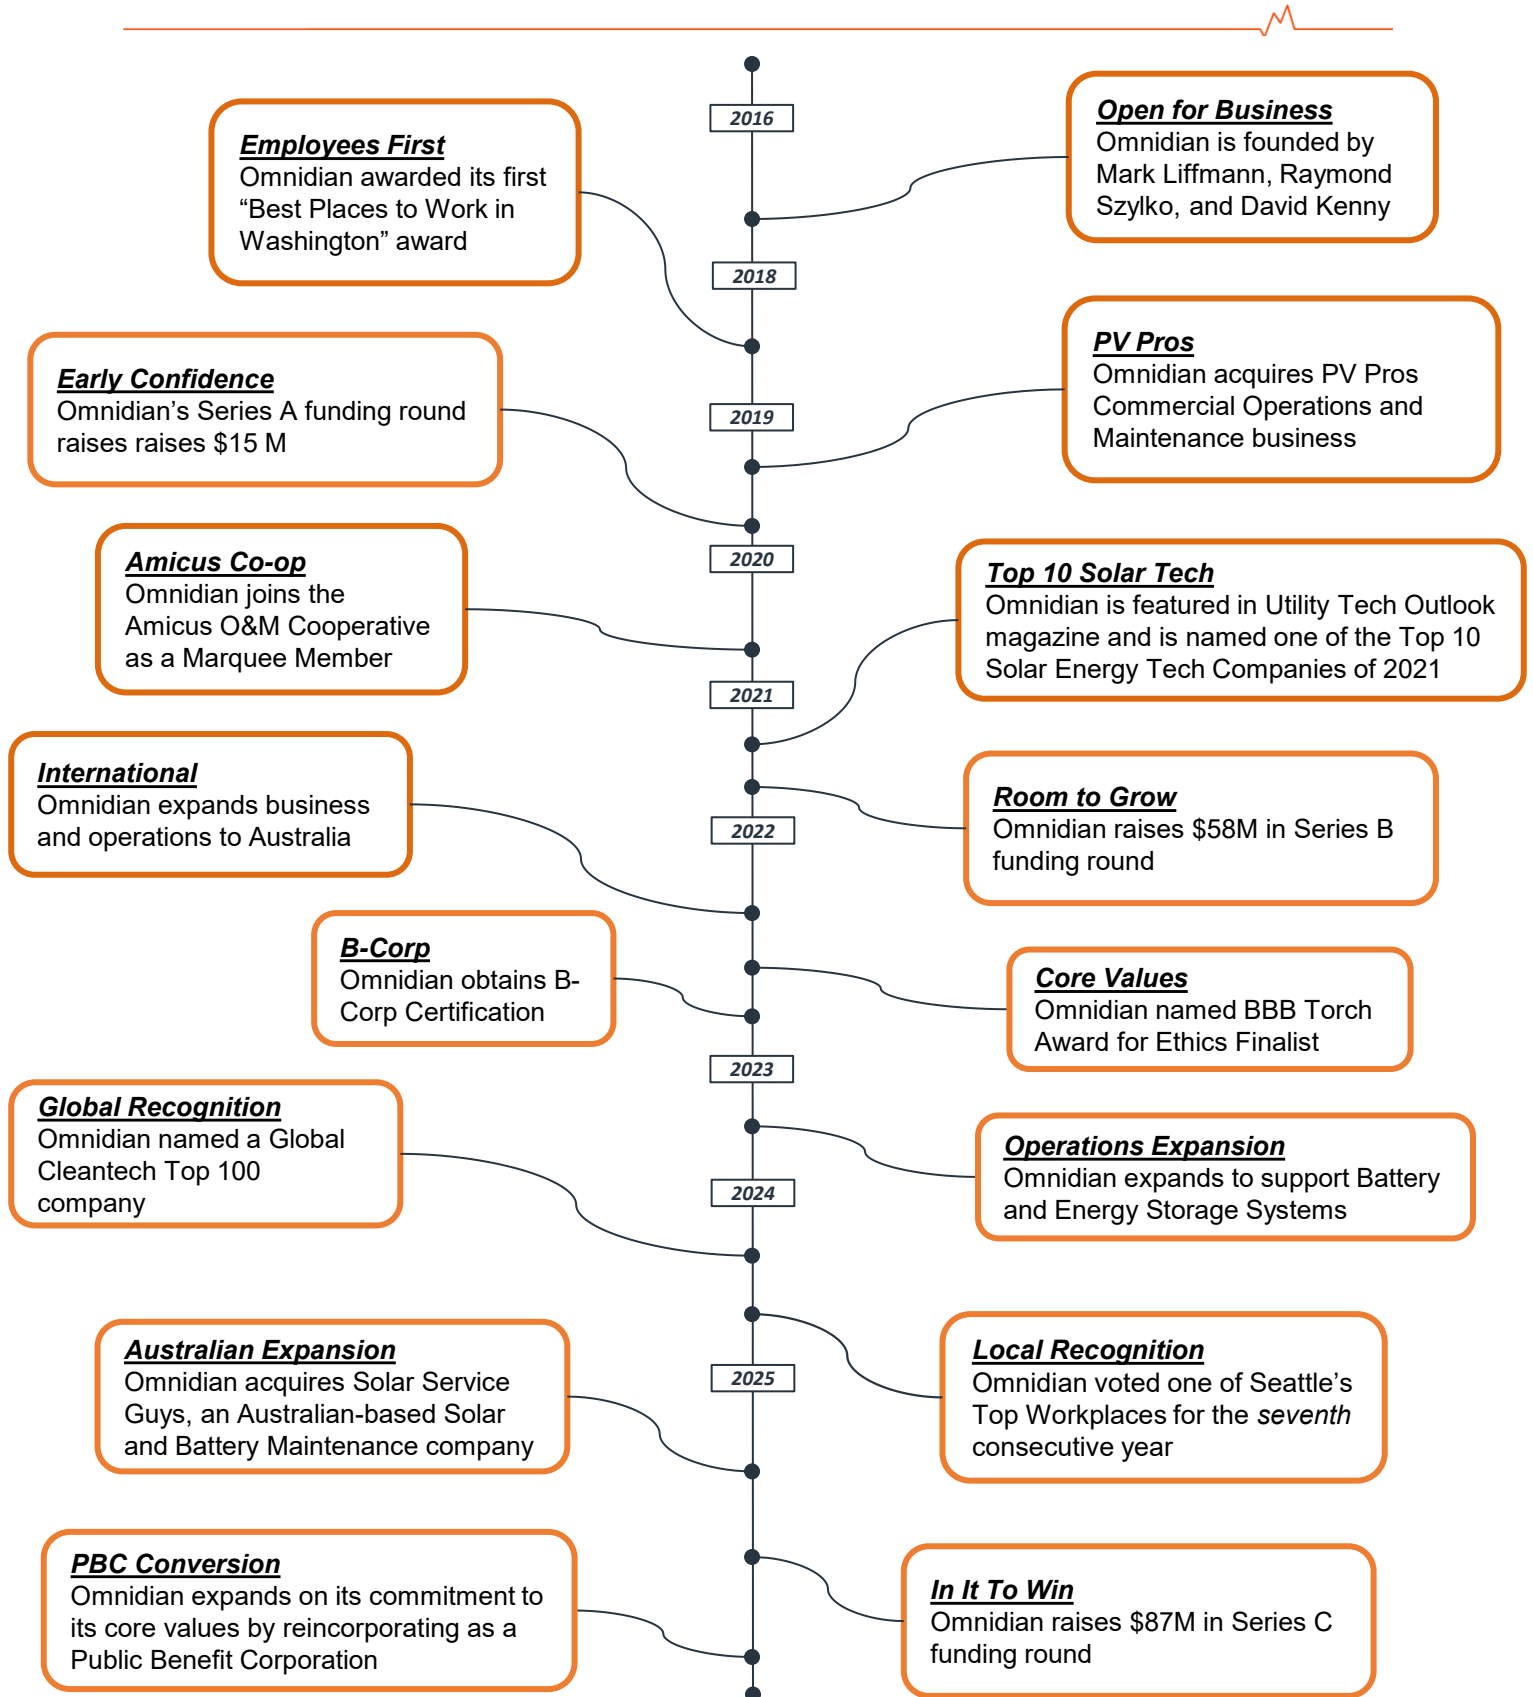 2016
Open for Business
Omnidian is founded by
Mark Liffmann, Raymond
Szylko, and David Kenny
Employees First
Omnidian awarded its first
“Best Places to Work in
Washington” award
2018
PV Pros
Omnidian acquires PV Pros
Commercial Operations and
Maintenance business
Early Confidence
Omnidian’s Series A funding round
raises raises $15 M
2019
Amicus Co-op
Omnidian joins the
Amicus O&M Cooperative
as a Marquee Member
2020
Top 10 Solar Tech
Omnidian is featured in Utility Tech Outlook
magazine and is named one of the Top 10
Solar Energy Tech Companies of 2021
2021
International
Omnidian expands business
and operations to Australia
Room to Grow
Omnidian raises $58M in Series B
funding round
2022
B-Corp
Omnidian obtains B-
Corp Certification
Core Values
Omnidian named BBB Torch
Award for Ethics Finalist
2023
Global Recognition
Omnidian named a Global
Cleantech Top 100
company
Operations Expansion
Omnidian expands to support Battery
and Energy Storage Systems
2024
Australian Expansion
Omnidian acquires Solar Service
Guys, an Australian-based Solar
and Battery Maintenance company
Local Recognition
Omnidian voted one of Seattle’s
Top Workplaces for the seventh
consecutive year
2025
PBC Conversion
Omnidian expands on its commitment to
its core values by reincorporating as a
Public Benefit Corporation
In It To Win
Omnidian raises $87M in Series C
funding round